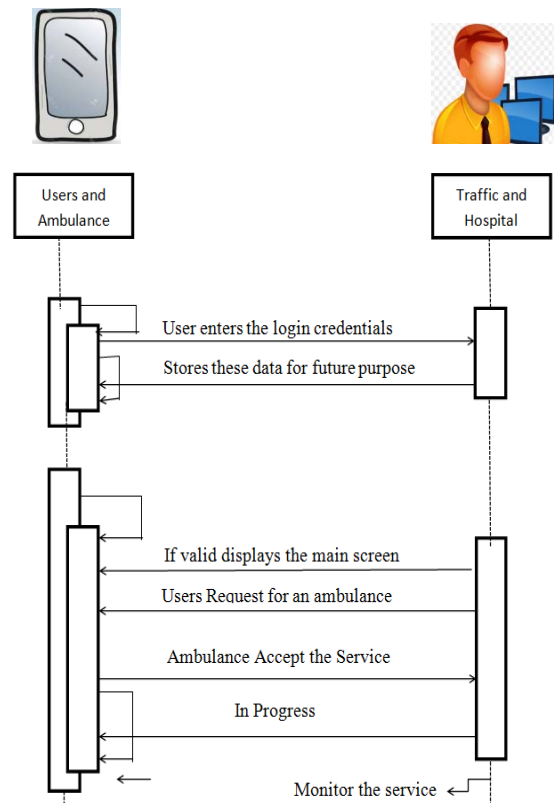 Users and
Ambulance
Traffic and
Hospital
User enters the login credentials
Stores these data for future purpose
If valid displays the main screen
Users Request for an ambulance
Ambulance Accept the Service
In Progress
Monitor the service